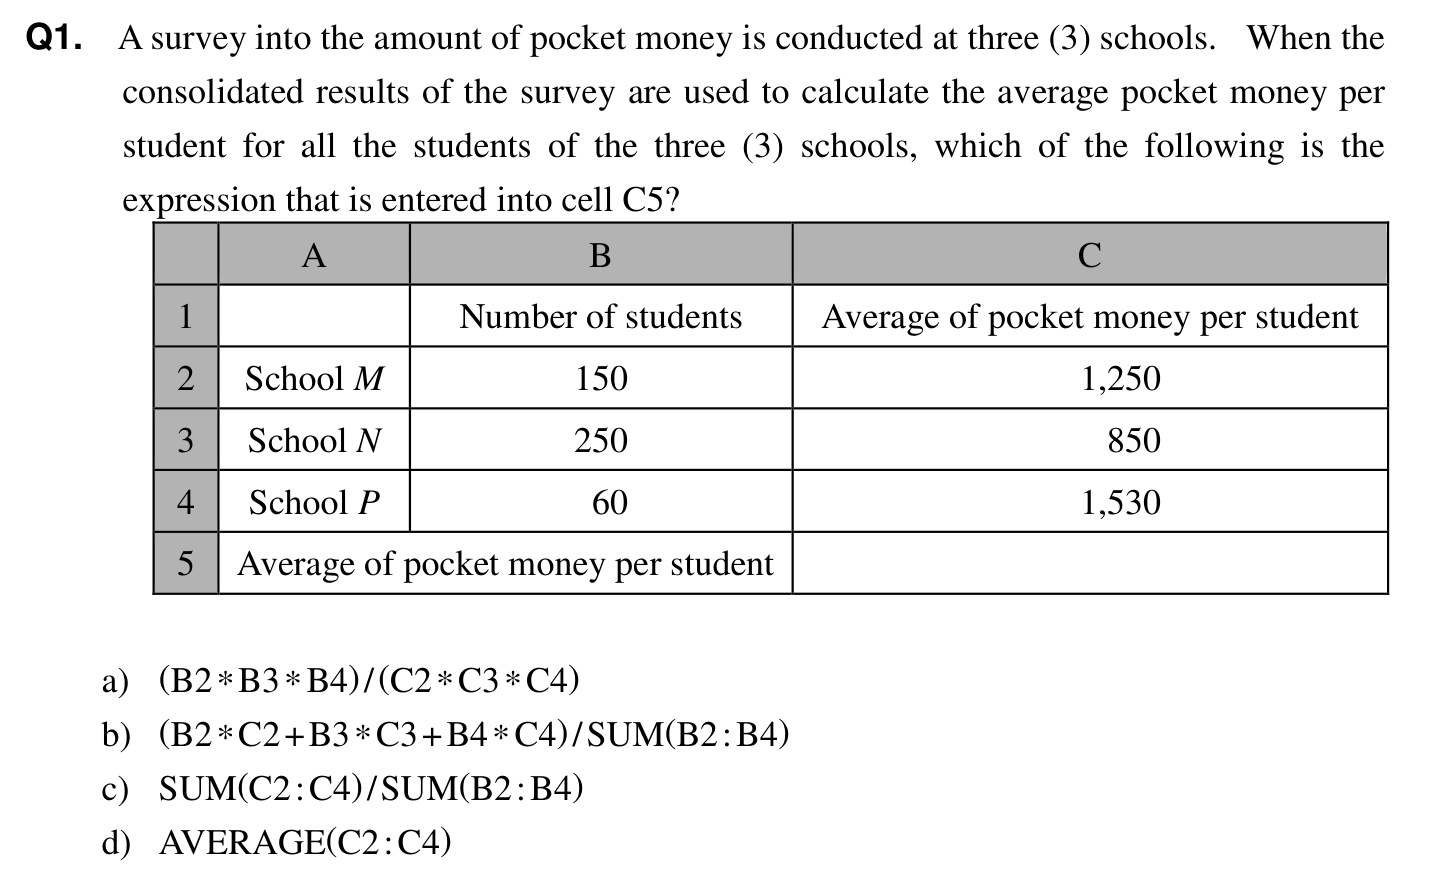 Q1. A survey into the amount of pocket money is conducted at three (3) schools. When the
consolidated results of the survey are used to calculate the average pocket money per
student for all the students of the three (3) schools, which of the following is the
expression that is entered into cell C5?
A B C
1 Number of students Average of pocket money per student
2 School M 150 1,250
3 School N 250 850
4 School P 60 1,530
5 Average of pocket money per student
a) (B2*B3*B4)/(C2*C3*C4)
b) (B2*C2+B3*C3+B4*C4)/SUM(B2:B4)
c) SUM(C2:C4)/SUM(B2:B4)
d) AVERAGE(C2:C4)